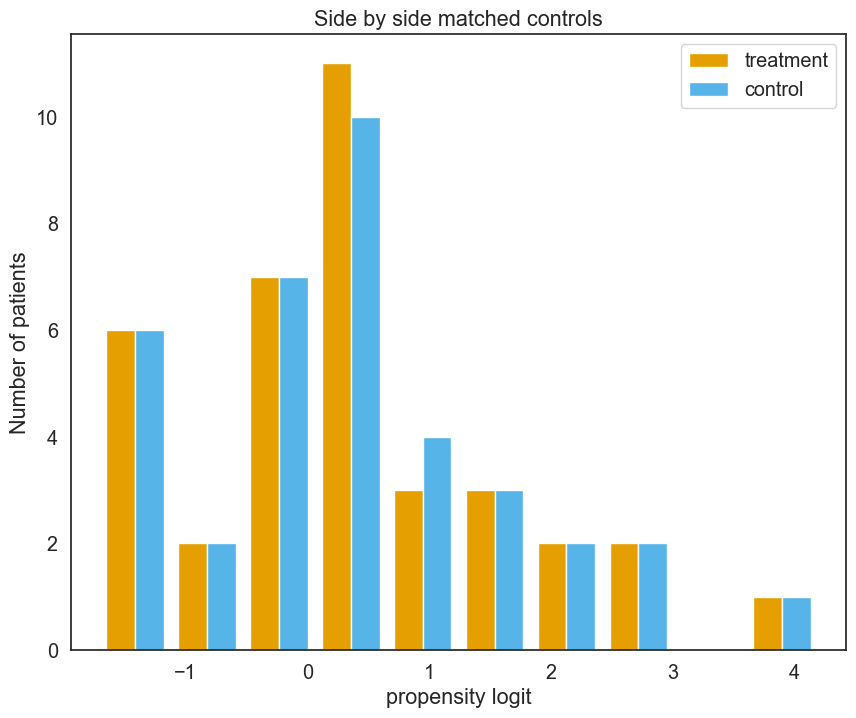 Side by side matched controls
treatment
control
Number of patients
10
8
6
4
2
0
−1 0 1 2 3 4
propensity logit